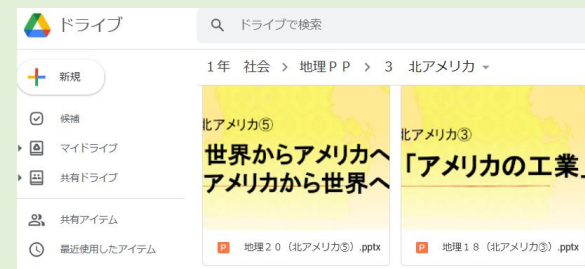 ドライブ
ドライブで検索
新規
1年 社会 > 地理ＰＰ > 3 北アメリカ
候補
マイドライブ
共有ドライブ
共有アイテム
最近使用したアイテム
北アメリカ⑤
世界からアメリカへ
アメリカから世界へ
P 地理２０（北アメリカ⑤）.pptx
北アメリカ③
「アメリカの工業」
P 地理１８（北アメリカ③）.pptx